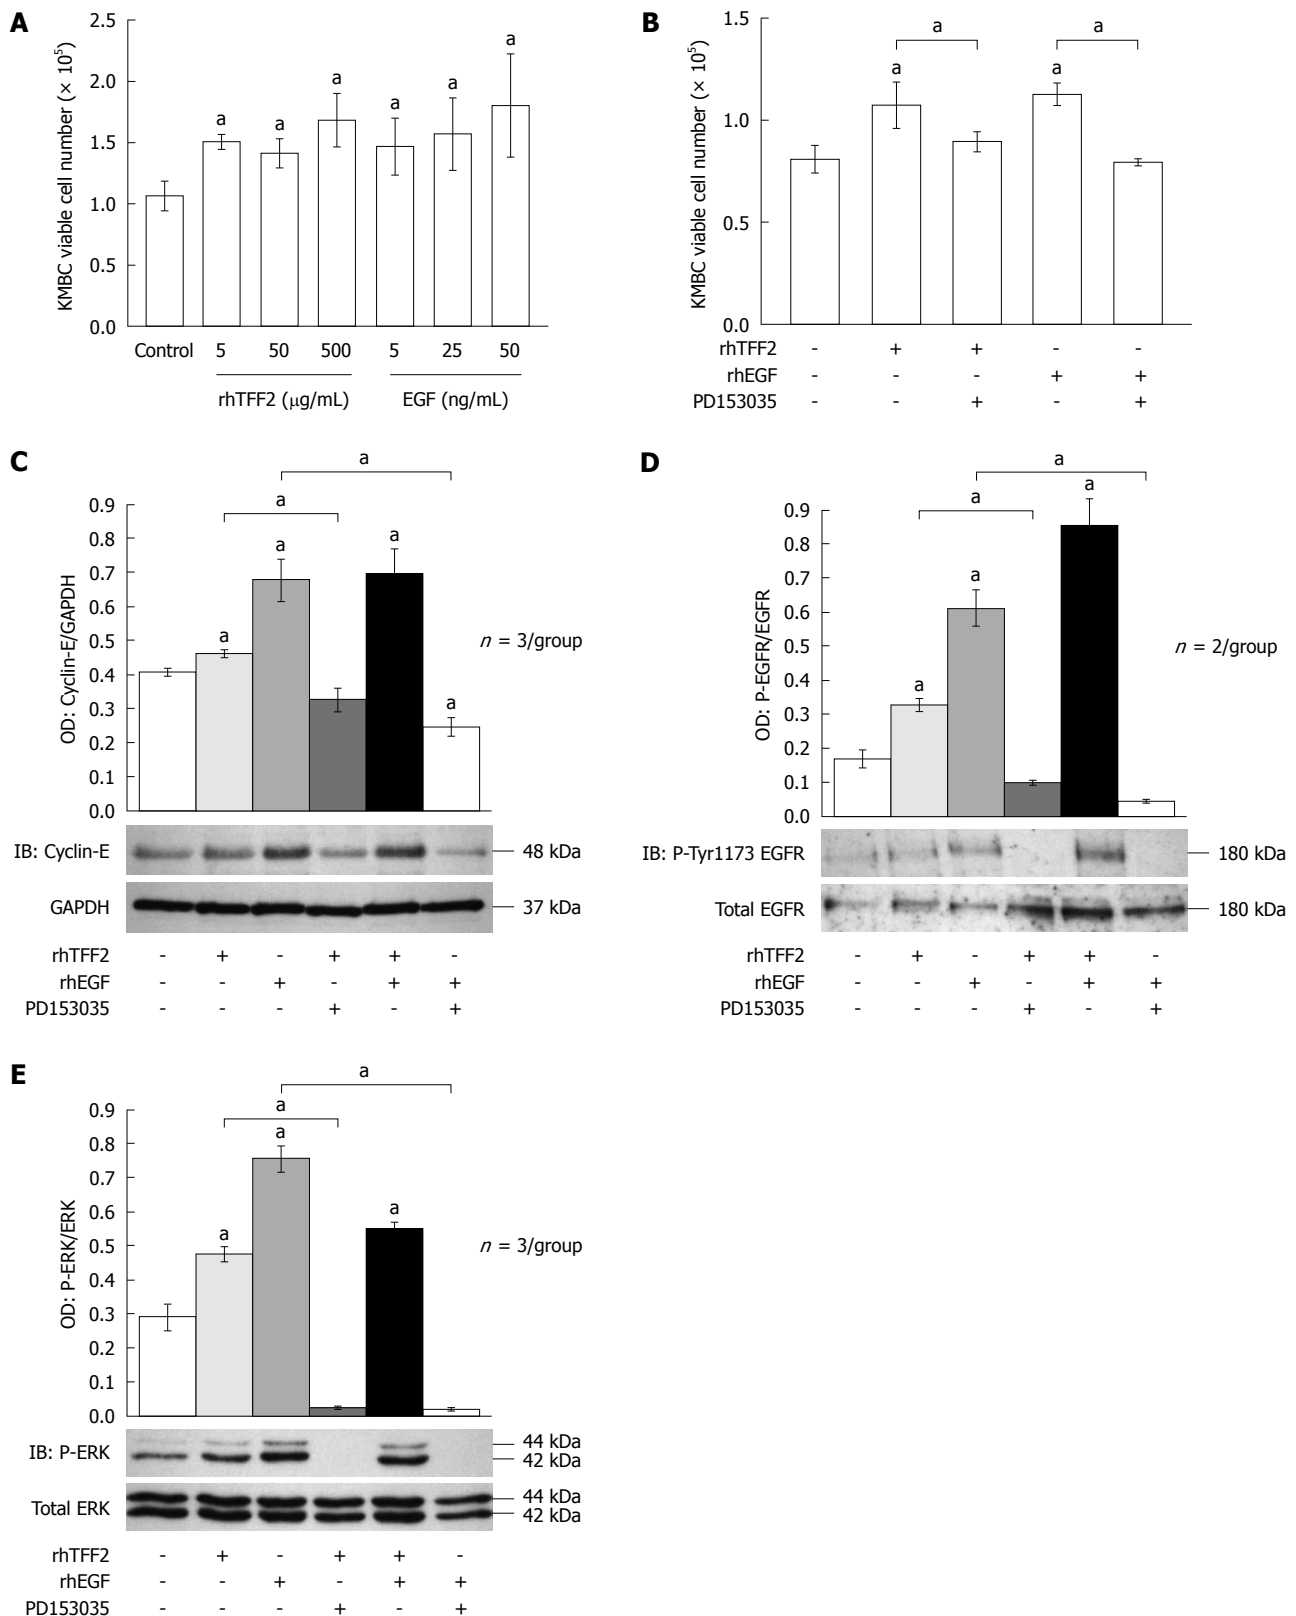 A
KMBC viable cell number (× 10⁵)
2.5
2.0
1.5
1.0
0.5
0.0
a a a a a a
Control 5 50 500 5 25 50
rhTFF2 (μg/mL) EGF (ng/mL)
B
KMBC viable cell number (× 10⁵)
1.5
1.0
0.5
0.0
a a
a a
rhTFF2 - + + - -
rhEGF - - - + +
PD153035 - - + - +
C
OD: Cyclin-E/GAPDH
0.9
0.8
0.7
0.6
0.5
0.4
0.3
0.2
0.1
0.0
a
a
a a
a
a
n = 3/group
IB: Cyclin-E 48 kDa
GAPDH 37 kDa
rhTFF2 - + - + + -
rhEGF - - + - + +
PD153035 - - - + - +
D
OD: P-EGFR/EGFR
0.9
0.8
0.7
0.6
0.5
0.4
0.3
0.2
0.1
0.0
a
a a
a
a
n = 2/group
IB: P-Tyr1173 EGFR 180 kDa
Total EGFR 180 kDa
rhTFF2 - + - + + -
rhEGF - - + - + +
PD153035 - - - + - +
E
OD: P-ERK/ERK
0.9
0.8
0.7
0.6
0.5
0.4
0.3
0.2
0.1
0.0
a
a
a
a
a
n = 3/group
IB: P-ERK
44 kDa
42 kDa
Total ERK
44 kDa
42 kDa
rhTFF2 - + - + + -
rhEGF - - + - + +
PD153035 - - - + - +